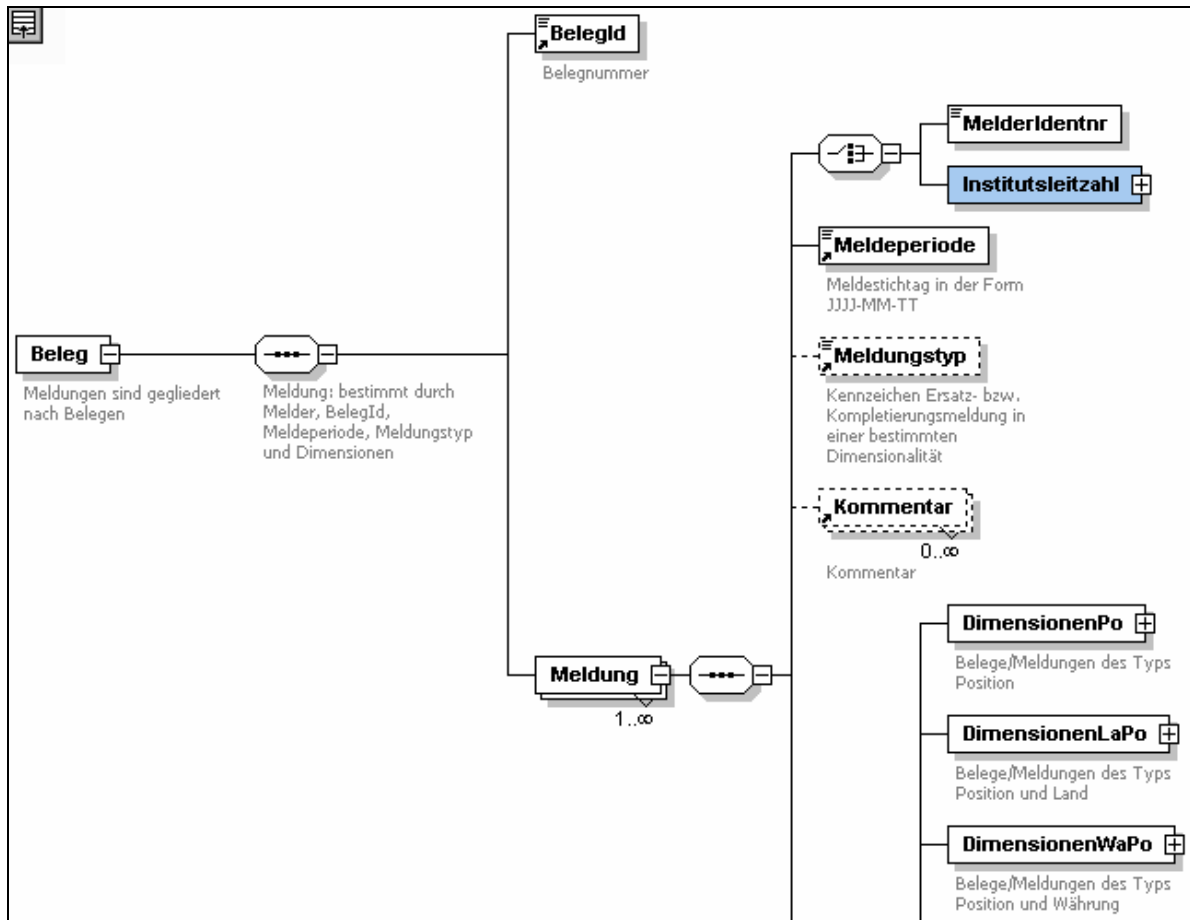 BelegId
Belegnummer
MelderIdentnr
Institutsleitzahl
Meldeperiode
Meldestichtag in der Form
JJJJ-MM-TT
Beleg
Meldungen sind gegliedert
nach Belegen
Meldung: bestimmt durch
Melder, BelegId,
Meldeperiode, Meldungstyp
und Dimensionen
Meldungstyp
Kennzeichen Ersatz- bzw.
Kompletierungsmeldung in
einer bestimmten
Dimensionalität
Kommentar
0..∞
Kommentar
Meldung
1..∞
DimensionenPo
Belege/Meldungen des Typs
Position
DimensionenLaPo
Belege/Meldungen des Typs
Position und Land
DimensionenWaPo
Belege/Meldungen des Typs
Position und Währung